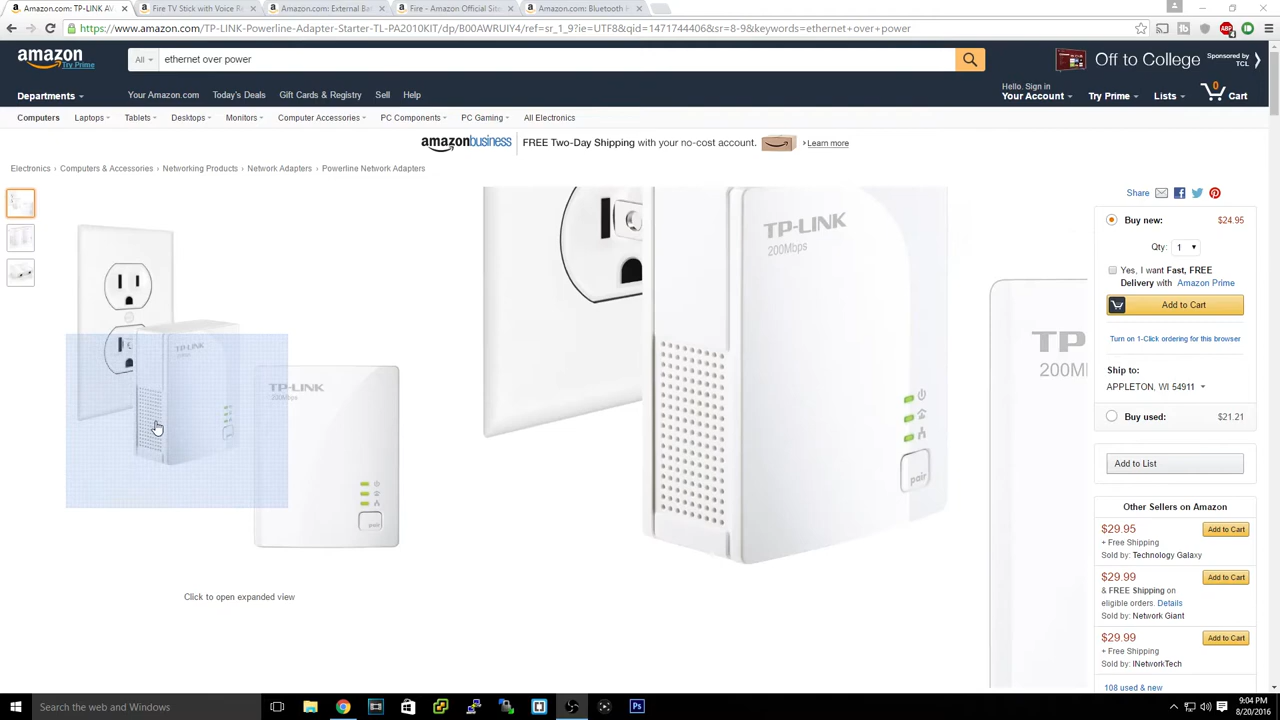 Amazon.com: TP-LINK AV
Fire TV Stick with Voice Re
Amazon.com: External Bat
Fire - Amazon Official Site
Amazon.com: Bluetooth H
https://www.amazon.com/TP-LINK-Powerline-Adapter-Starter-TL-PA2010KIT/dp/B00AWRUIY4/ref=sr_1_9?ie=UTF8&qid=1471744406&sr=8-9&keywords=ethernet+over+power
amazon
Try Prime
All
ethernet over power
Off to College
Sponsored by
TCL
Departments
Your Amazon.com
Today's Deals
Gift Cards & Registry
Sell
Help
Hello. Sign in
Your Account
Try Prime
Lists
0
Cart
Computers
Laptops
Tablets
Desktops
Monitors
Computer Accessories
PC Components
PC Gaming
All Electronics
amazonbusiness
FREE Two-Day Shipping with your no-cost account.
› Learn more
Electronics › Computers & Accessories › Networking Products › Network Adapters › Powerline Network Adapters
Share
TP-LINK
200Mbps
pair
TP-LINK
TP-LINK
200Mbps
pair
TP-
200M
Click to open expanded view
Buy new:
$24.95
Qty: 1
Yes, I want Fast, FREE
Delivery with Amazon Prime
Add to Cart
Turn on 1-Click ordering for this browser
Ship to:
APPLETON, WI 54911
Buy used:
$21.21
Add to List
Other Sellers on Amazon
$29.95
Add to Cart
+ Free Shipping
Sold by: Technology Galaxy
$29.99
Add to Cart
& FREE Shipping on
eligible orders. Details
Sold by: Network Giant
$29.99
Add to Cart
+ Free Shipping
Sold by: INetworkTech
108 used & new
Search the web and Windows
Ps
9:04 PM
8/20/2016